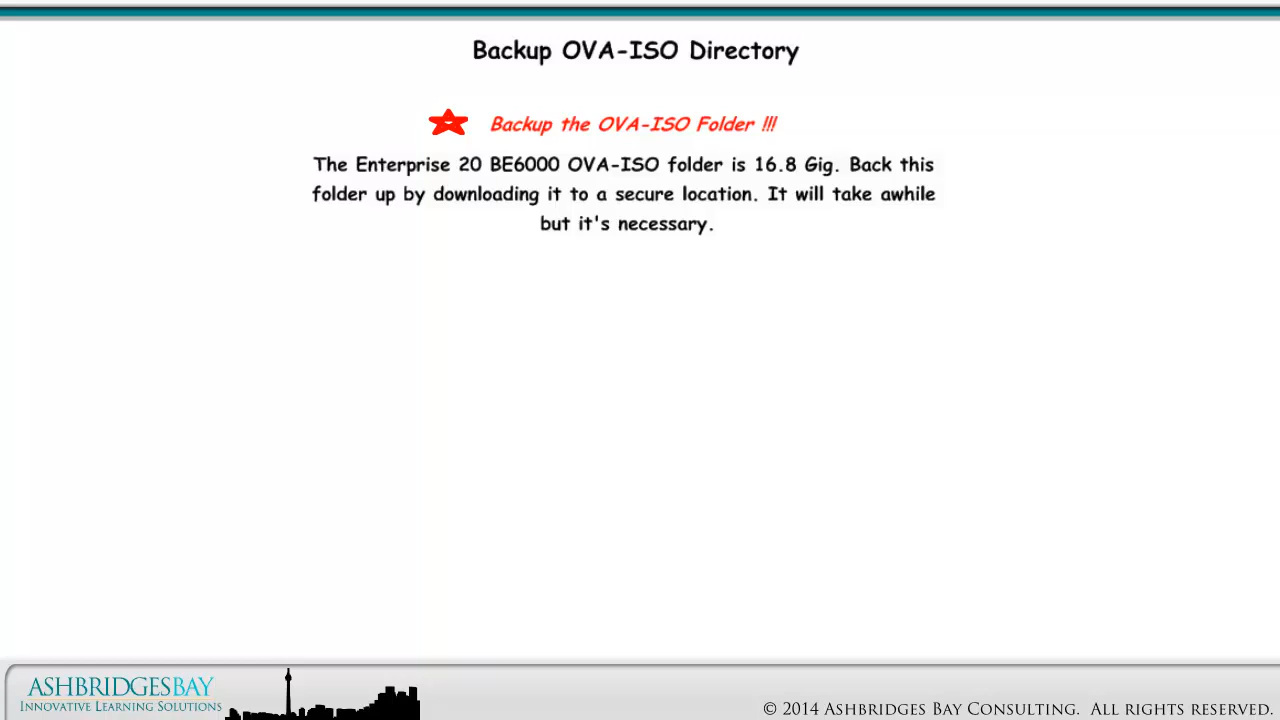 Backup OVA-ISO Directory
Backup the OVA-ISO Folder !!!
The Enterprise 20 BE6000 OVA-ISO folder is 16.8 Gig. Back this
folder up by downloading it to a secure location. It will take awhile
but it's necessary.
ASHBRIDGESBAY
INNOVATIVE LEARNING SOLUTIONS
© 2014 ASHBRIDGES BAY CONSULTING. ALL RIGHTS RESERVED.